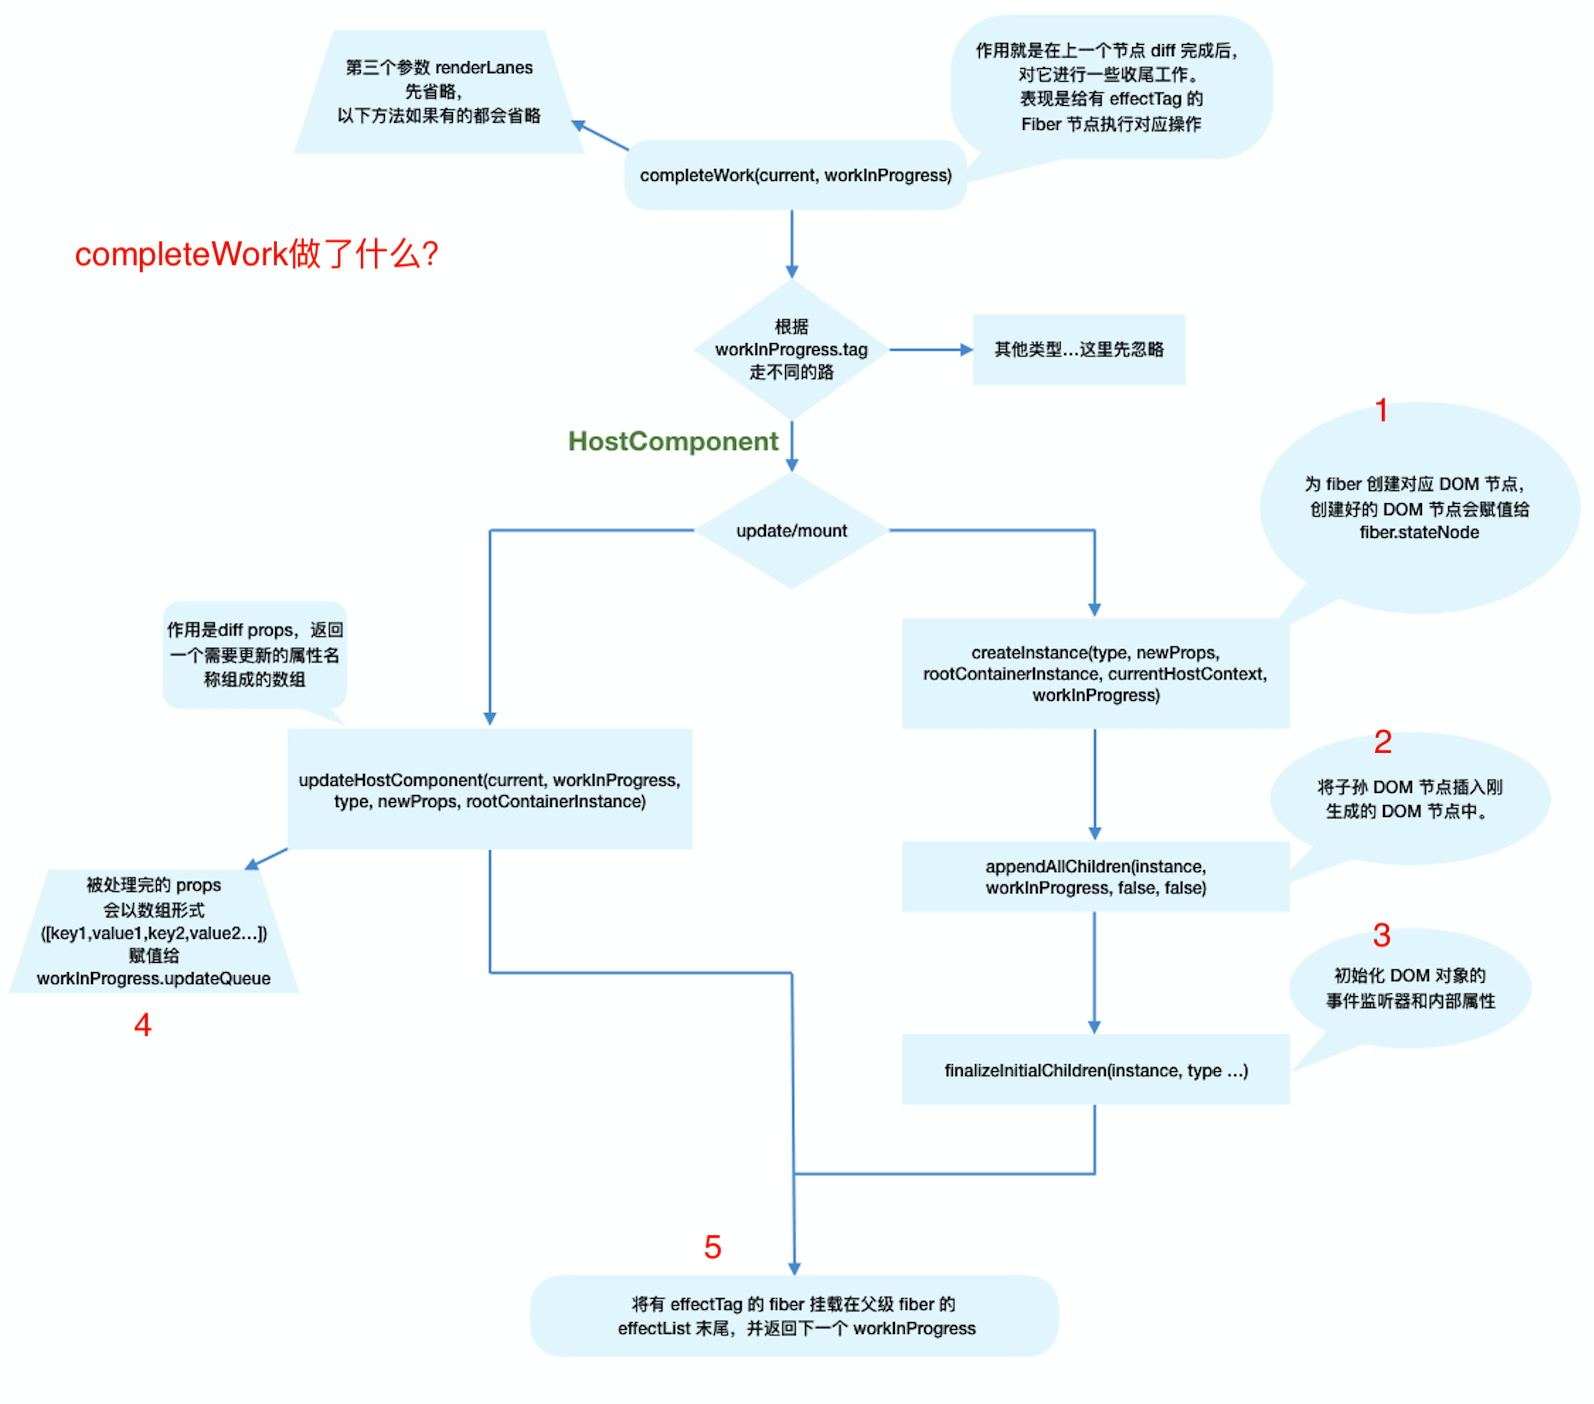 第三个参数 renderLanes
先省略，
以下方法如果有的都会省略
作用就是在上一个节点 diff 完成后，
对它进行一些收尾工作。
表现是给有 effectTag 的
Fiber 节点执行对应操作
completeWork(current, workInProgress)
completeWork做了什么？
根据
workInProgress.tag
走不同的路
其他类型...这里先忽略
HostComponent
update/mount
1
为 fiber 创建对应 DOM 节点，
创建好的 DOM 节点会赋值给
fiber.stateNode
作用是diff props，返回
一个需要更新的属性名
称组成的数组
createInstance(type, newProps,
rootContainerInstance, currentHostContext,
workInProgress)
updateHostComponent(current, workInProgress,
type, newProps, rootContainerInstance)
2
将子孙 DOM 节点插入刚
生成的 DOM 节点中。
appendAllChildren(instance,
workInProgress, false, false)
被处理完的 props
会以数组形式
([key1,value1,key2,value2...])
赋值给
workInProgress.updateQueue
4
3
初始化 DOM 对象的
事件监听器和内部属性
finalizeInitialChildren(instance, type ...)
5
将有 effectTag 的 fiber 挂载在父级 fiber 的
effectList 末尾，并返回下一个 workInProgress